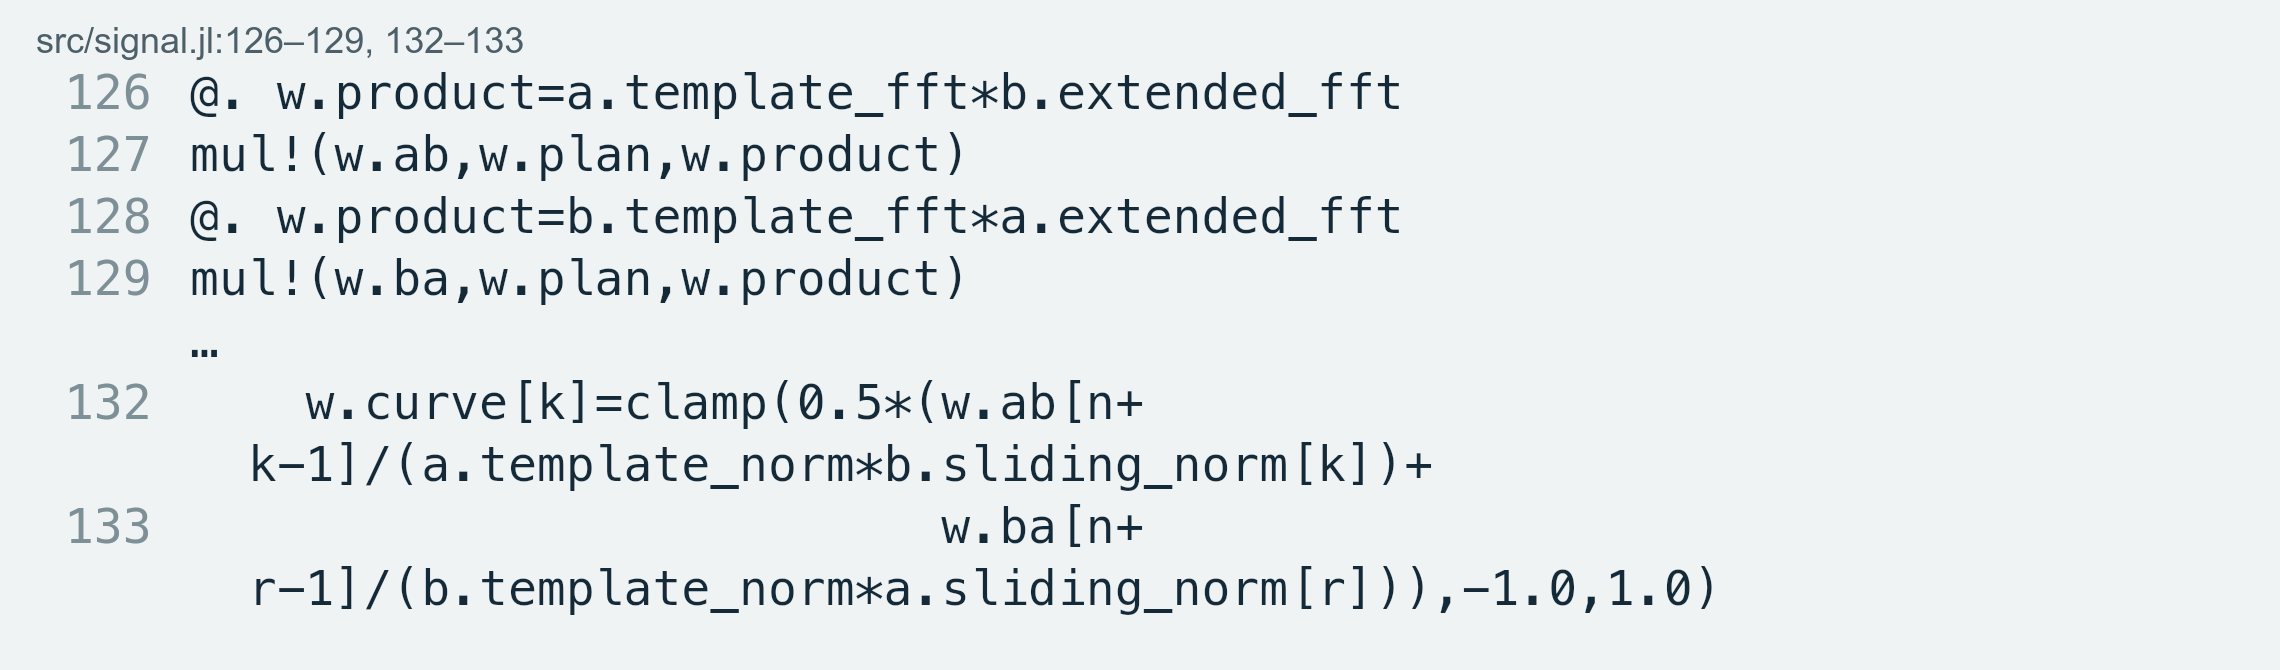 src/signal.jl:126–129, 132–133
126 @. w.product=a.template_fft*b.extended_fft
127 mul!(w.ab,w.plan,w.product)
128 @. w.product=b.template_fft*a.extended_fft
129 mul!(w.ba,w.plan,w.product)
…
132     w.curve[k]=clamp(0.5*(w.ab[n+
k−1]/(a.template_norm*b.sliding_norm[k])+
133                           w.ba[n+
r−1]/(b.template_norm*a.sliding_norm[r])),−1.0,1.0)